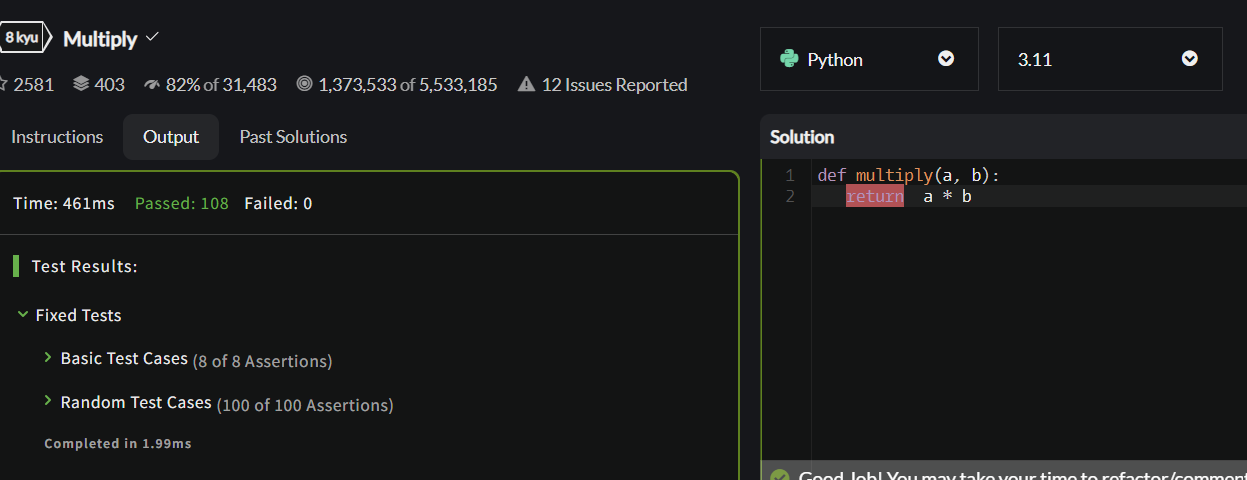 8 kyu Multiply
2581 403 82% of 31,483 1,373,533 of 5,533,185 12 Issues Reported
Python 3.11
Instructions Output Past Solutions
Time: 461ms Passed: 108 Failed: 0
Test Results:
Fixed Tests
Basic Test Cases (8 of 8 Assertions)
Random Test Cases (100 of 100 Assertions)
Completed in 1.99ms
Solution
1 def multiply(a, b):
2 return a * b
Good Job! You may take your time to refactor/comment